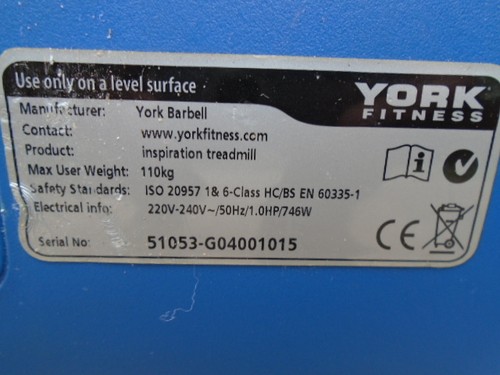 Use only on a level surface
YORK
FITNESS
Manufacturer: York Barbell
Contact: www.yorkfitness.com
Product: inspiration treadmill
Max User Weight: 110kg
Safety Standards: ISO 20957 1& 6-Class HC/BS EN 60335-1
Electrical info: 220V-240V~/50Hz/1.0HP/746W
Serial No: 51053-G04001015
CE